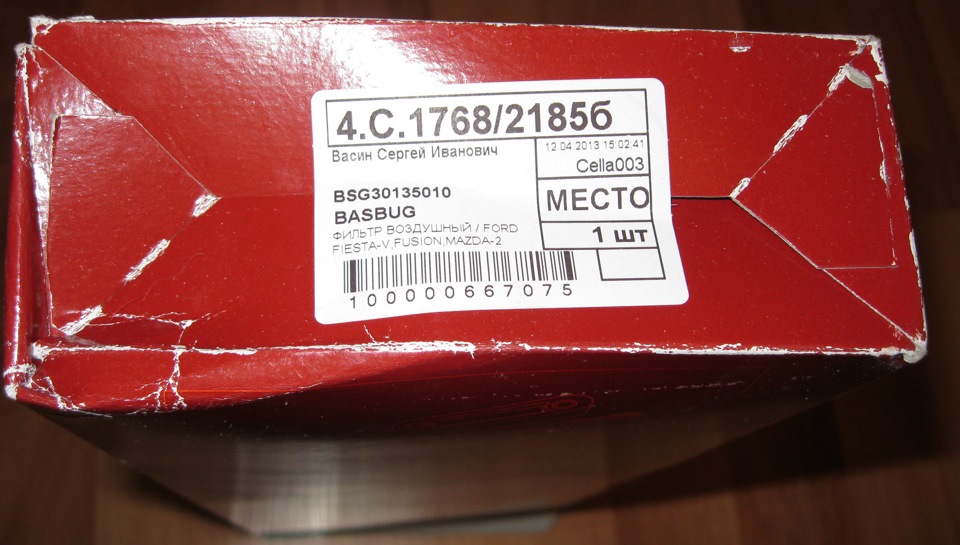 4.С.1768/2185б
Васин Сергей Иванович
12 04 2013 15:02:41
Cella003
BSG30135010
BASBUG
МЕСТО
ФИЛЬТР ВОЗДУШНЫЙ / FORD
FIESTA-V,FUSION,MAZDA-2
1 шт
100000667075